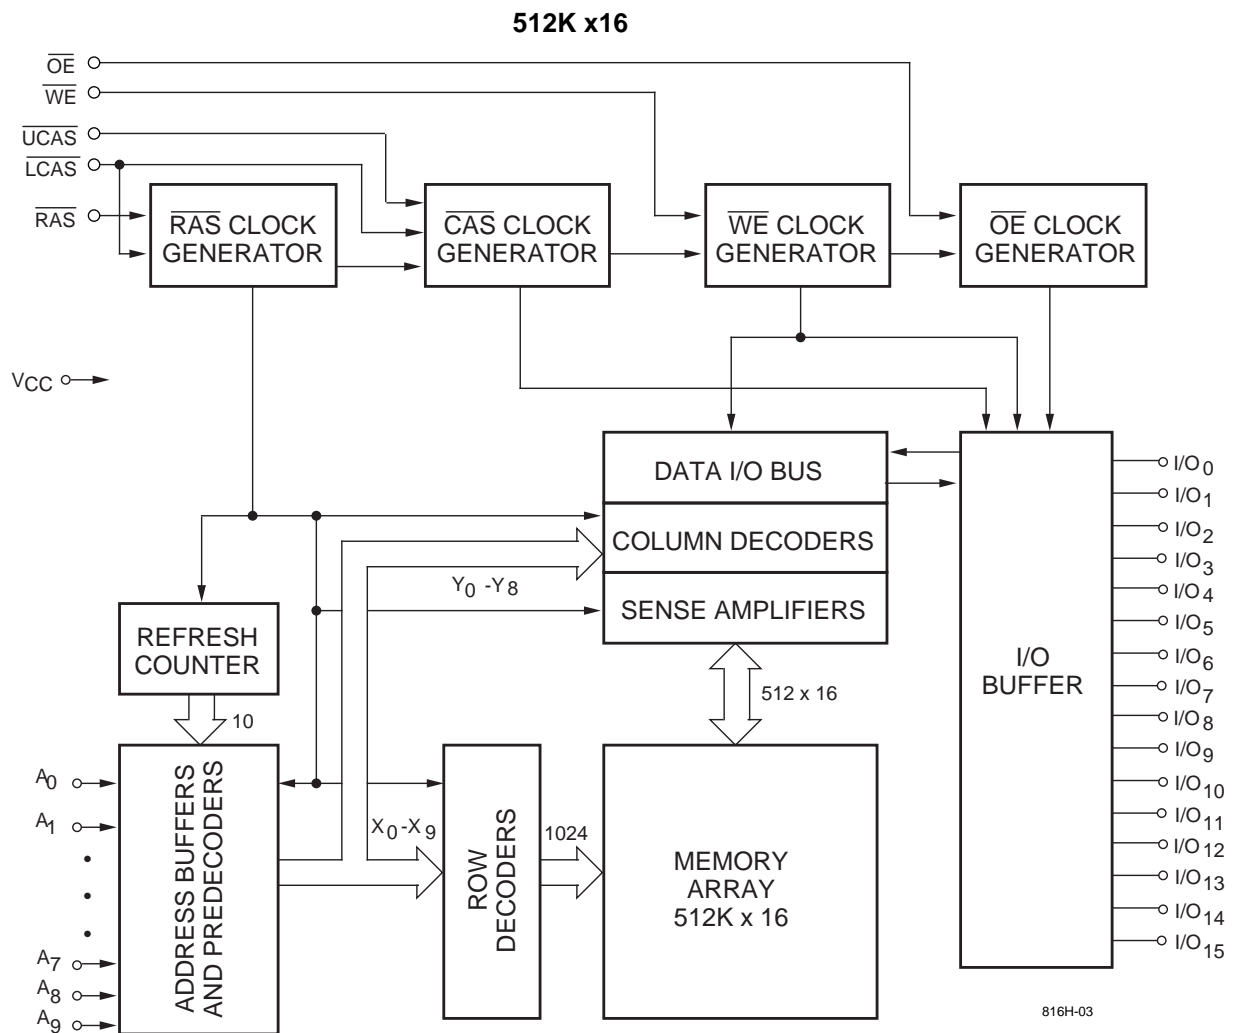 512K x16
OE
WE
UCAS
LCAS
RAS
RAS CLOCK
GENERATOR
CAS CLOCK
GENERATOR
WE CLOCK
GENERATOR
OE CLOCK
GENERATOR
VCC
DATA I/O BUS
COLUMN DECODERS
SENSE AMPLIFIERS
Y0 -Y8
REFRESH
COUNTER
10
512 x 16
I/O
BUFFER
I/O0
I/O1
I/O2
I/O3
I/O4
I/O5
I/O6
I/O7
I/O8
I/O9
I/O10
I/O11
I/O12
I/O13
I/O14
I/O15
A0
A1
•
•
•
A7
A8
A9
ADDRESS BUFFERS
AND PREDECODERS
X0-X9
ROW
DECODERS
1024
MEMORY
ARRAY
512K x 16
816H-03